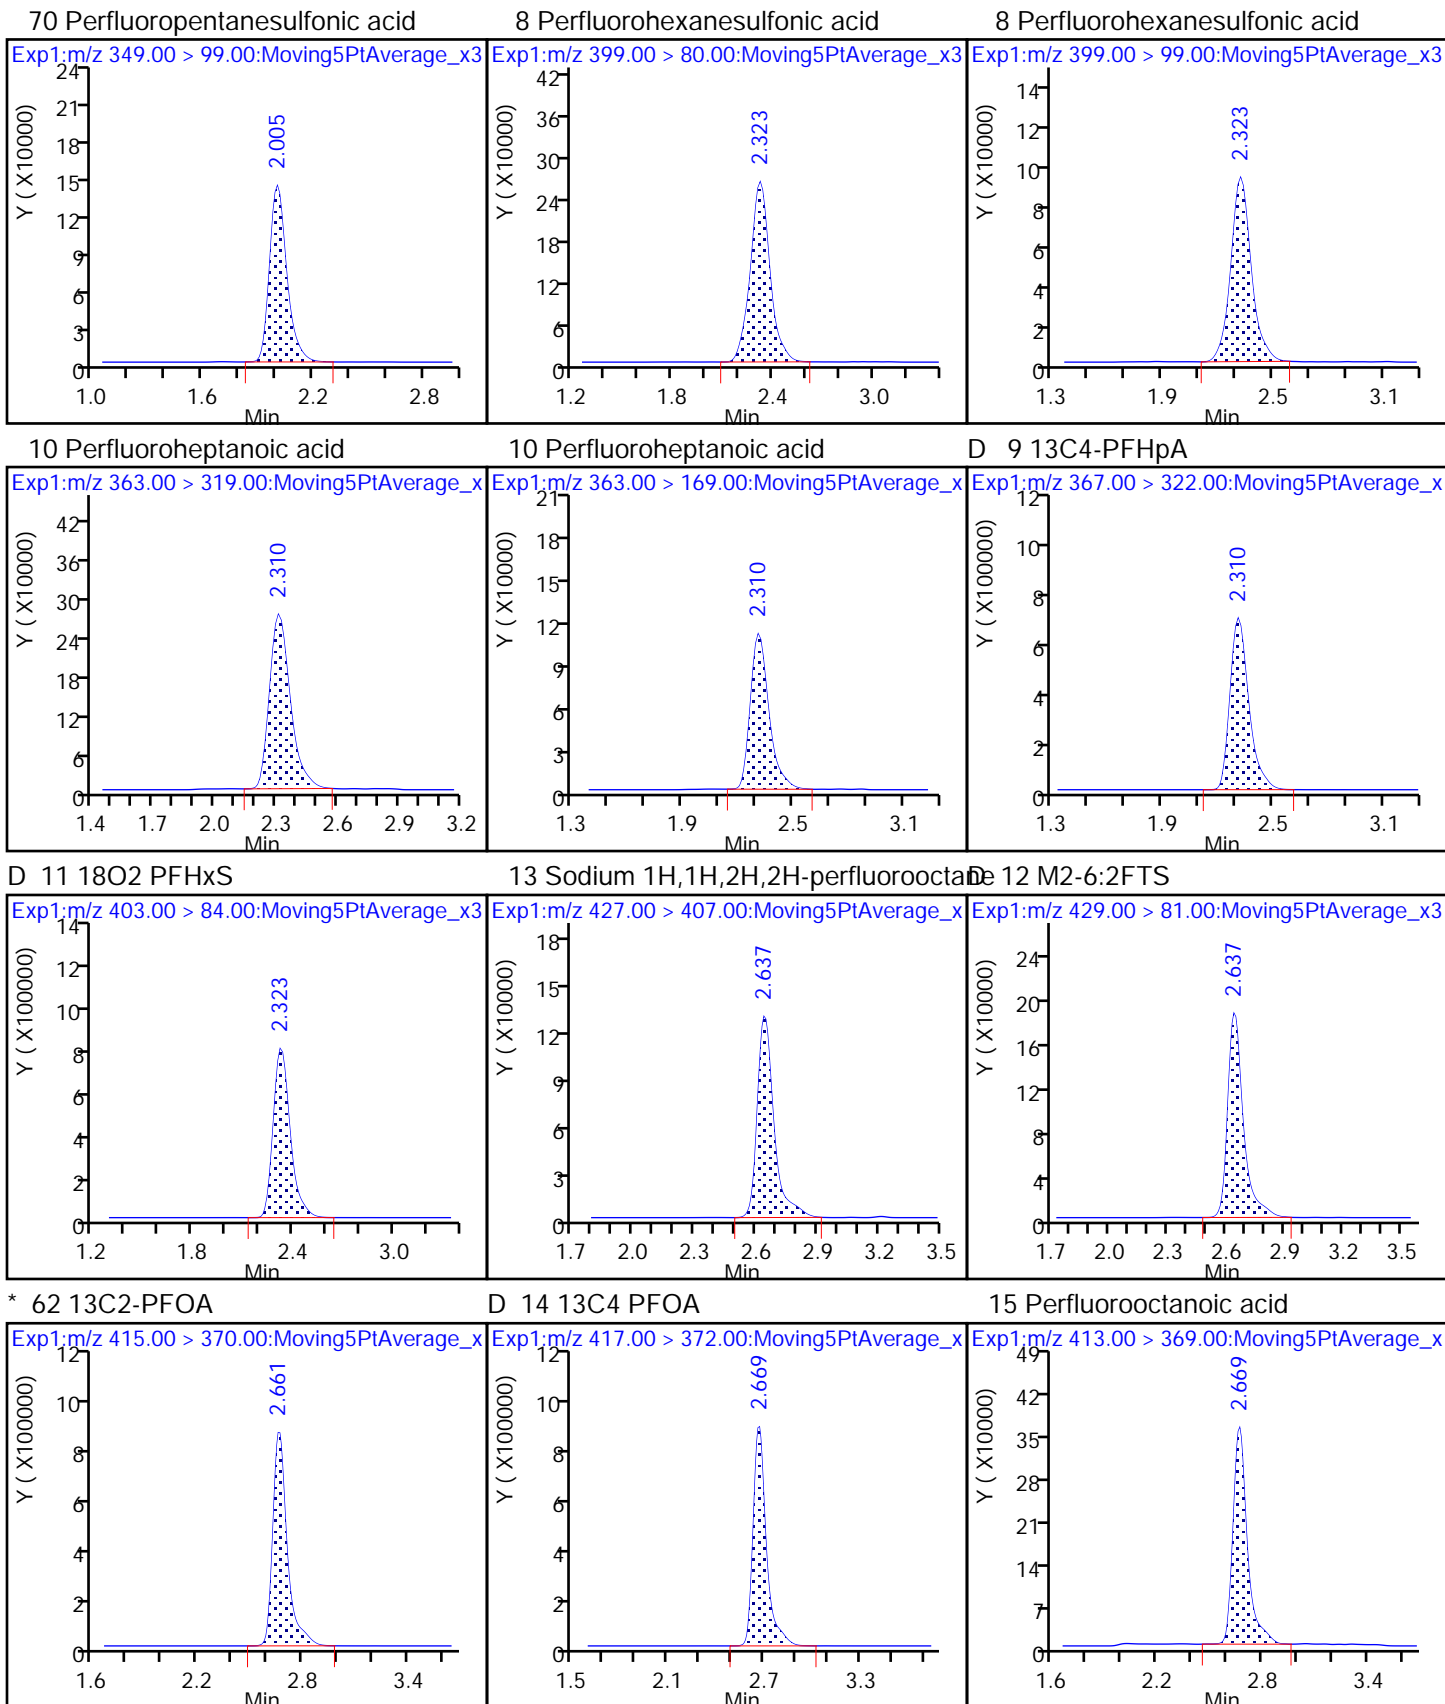 70 Perfluoropentanesulfonic acid
Exp1:m/z 349.00 > 99.00:Moving5PtAverage_x3
Y ( X10000)
24
21
18
15
12
9
6
3
0
2.005
1.0 1.6 2.2 2.8
Min
8 Perfluorohexanesulfonic acid
Exp1:m/z 399.00 > 80.00:Moving5PtAverage_x3
Y ( X10000)
42
36
30
24
18
12
6
0
2.323
1.2 1.8 2.4 3.0
Min
8 Perfluorohexanesulfonic acid
Exp1:m/z 399.00 > 99.00:Moving5PtAverage_x3
Y ( X10000)
14
12
10
8
6
4
2
0
2.323
1.3 1.9 2.5 3.1
Min
10 Perfluoroheptanoic acid
Exp1:m/z 363.00 > 319.00:Moving5PtAverage_x
Y ( X10000)
42
36
30
24
18
12
6
0
2.310
1.4 1.7 2.0 2.3 2.6 2.9 3.2
Min
10 Perfluoroheptanoic acid
Exp1:m/z 363.00 > 169.00:Moving5PtAverage_x
Y ( X10000)
21
18
15
12
9
6
3
0
2.310
1.3 1.9 2.5 3.1
Min
D 9 13C4-PFHpA
Exp1:m/z 367.00 > 322.00:Moving5PtAverage_x
Y ( X100000)
12
10
8
6
4
2
0
2.310
1.3 1.9 2.5 3.1
Min
D 11 18O2 PFHxS
Exp1:m/z 403.00 > 84.00:Moving5PtAverage_x3
Y ( X100000)
14
12
10
8
6
4
2
0
2.323
1.2 1.8 2.4 3.0
Min
13 Sodium 1H,1H,2H,2H-perfluorooctane
Exp1:m/z 427.00 > 407.00:Moving5PtAverage_x
Y ( X10000)
18
15
12
9
6
3
0
2.637
1.7 2.0 2.3 2.6 2.9 3.2 3.5
Min
D 12 M2-6:2FTS
Exp1:m/z 429.00 > 81.00:Moving5PtAverage_x3
Y ( X10000)
24
20
16
12
8
4
0
2.637
1.7 2.0 2.3 2.6 2.9 3.2 3.5
Min
* 62 13C2-PFOA
Exp1:m/z 415.00 > 370.00:Moving5PtAverage_x
Y ( X100000)
12
10
8
6
4
2
0
2.661
1.6 2.2 2.8 3.4
Min
D 14 13C4 PFOA
Exp1:m/z 417.00 > 372.00:Moving5PtAverage_x
Y ( X100000)
12
10
8
6
4
2
0
2.669
1.5 2.1 2.7 3.3
Min
15 Perfluorooctanoic acid
Exp1:m/z 413.00 > 369.00:Moving5PtAverage_x
Y ( X10000)
49
42
35
28
21
14
7
0
2.669
1.6 2.2 2.8 3.4
Min